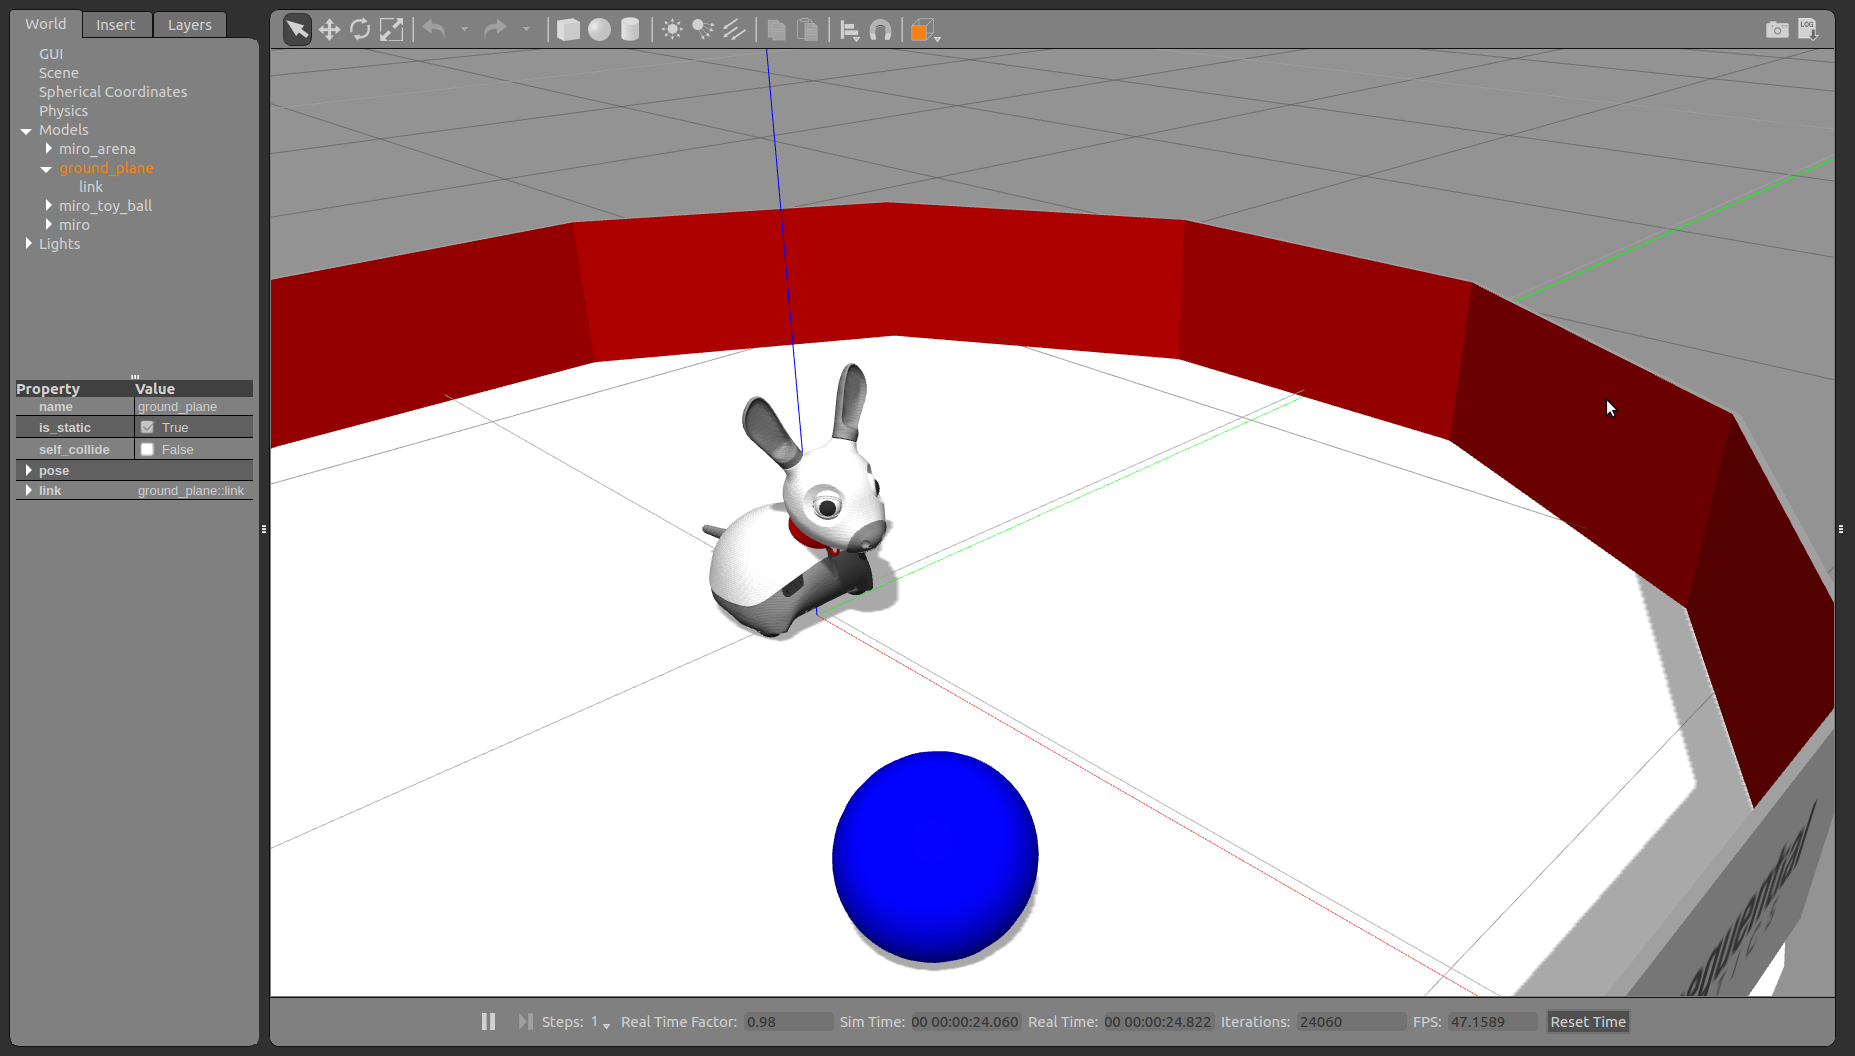 World Insert Layers
GUI
Scene
Spherical Coordinates
Physics
Models
miro_arena
ground_plane
link
miro_toy_ball
miro
Lights
Property Value
name ground_plane
is_static True
self_collide False
pose
link ground_plane::link
LOG
Steps: 1 Real Time Factor: 0.98 Sim Time: 00 00:00:24.060 Real Time: 00 00:00:24.822 Iterations: 24060 FPS: 47.1589 Reset Time